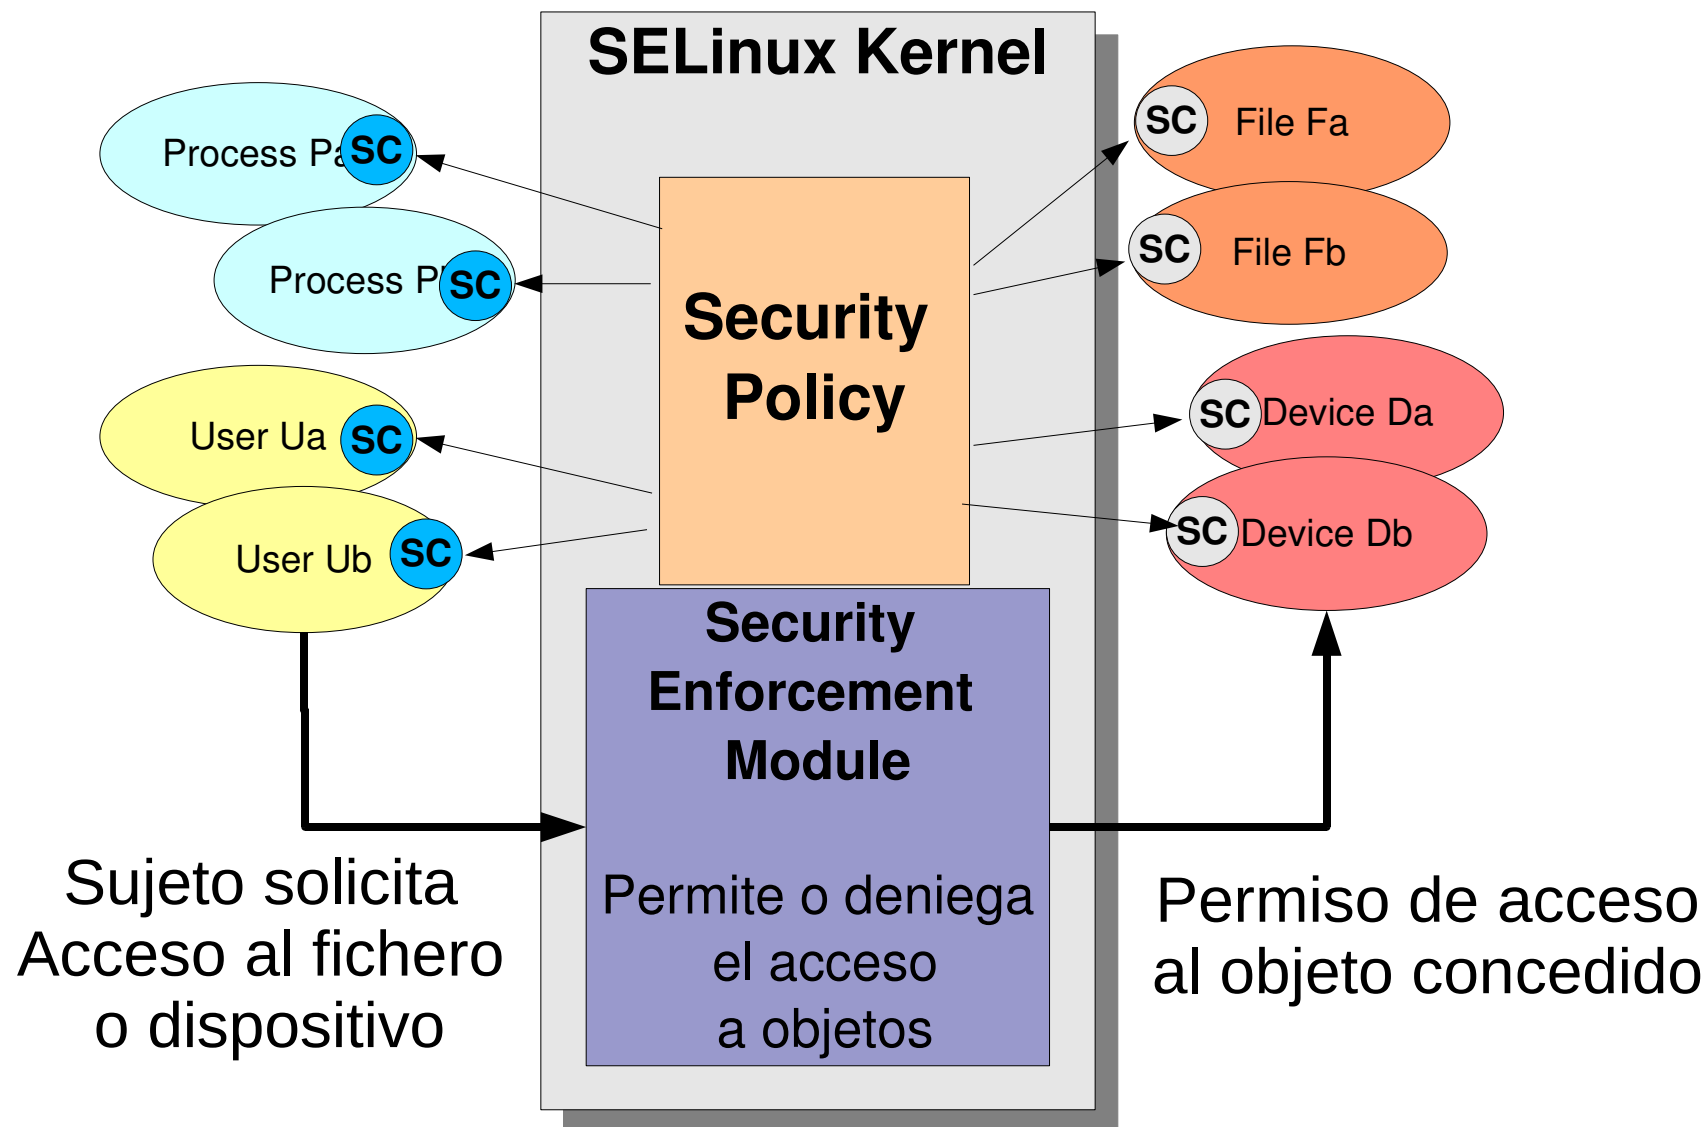 SELinux Kernel
Process Pa
SC
Process P
SC
User Ua
SC
User Ub
SC
Security
Policy
SC
File Fa
SC
File Fb
SC
Device Da
SC
Device Db
Security
Enforcement
Module
Permite o deniega
el acceso
a objetos
Sujeto solicita
Acceso al fichero
o dispositivo
Permiso de acceso
al objeto concedido